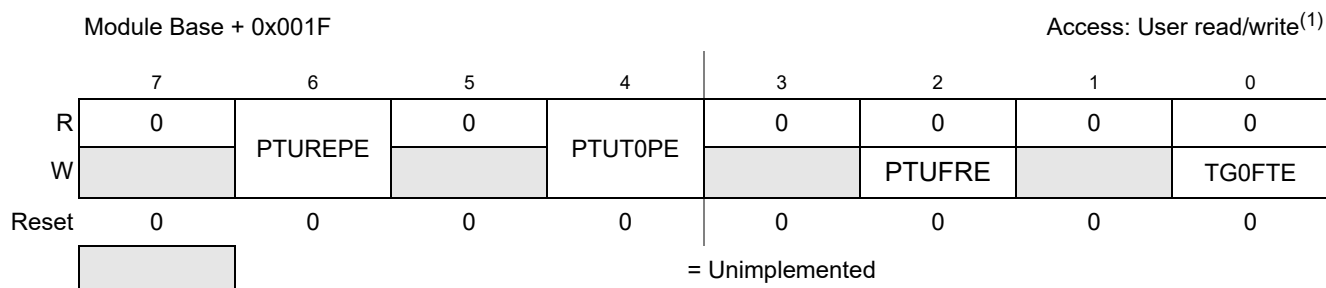 Module Base + 0x001F Access: User read/write(1)
7 6 5 4 3 2 1 0
R 0 PTUREPE 0 PTUT0PE 0 0 0 0
W PTUFRE TG0FTE
Reset 0 0 0 0 0 0 0 0
= Unimplemented